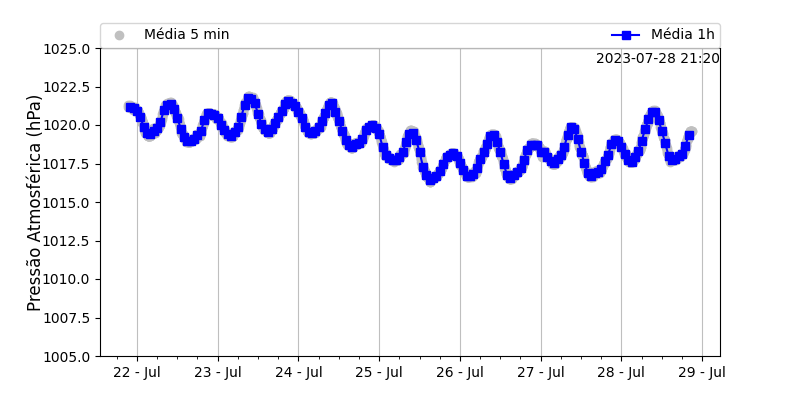 Média 5 min
Média 1h
2023-07-28 21:20
Pressão Atmosférica (hPa)
1025.0
1022.5
1020.0
1017.5
1015.0
1012.5
1010.0
1007.5
1005.0
22 - Jul
23 - Jul
24 - Jul
25 - Jul
26 - Jul
27 - Jul
28 - Jul
29 - Jul